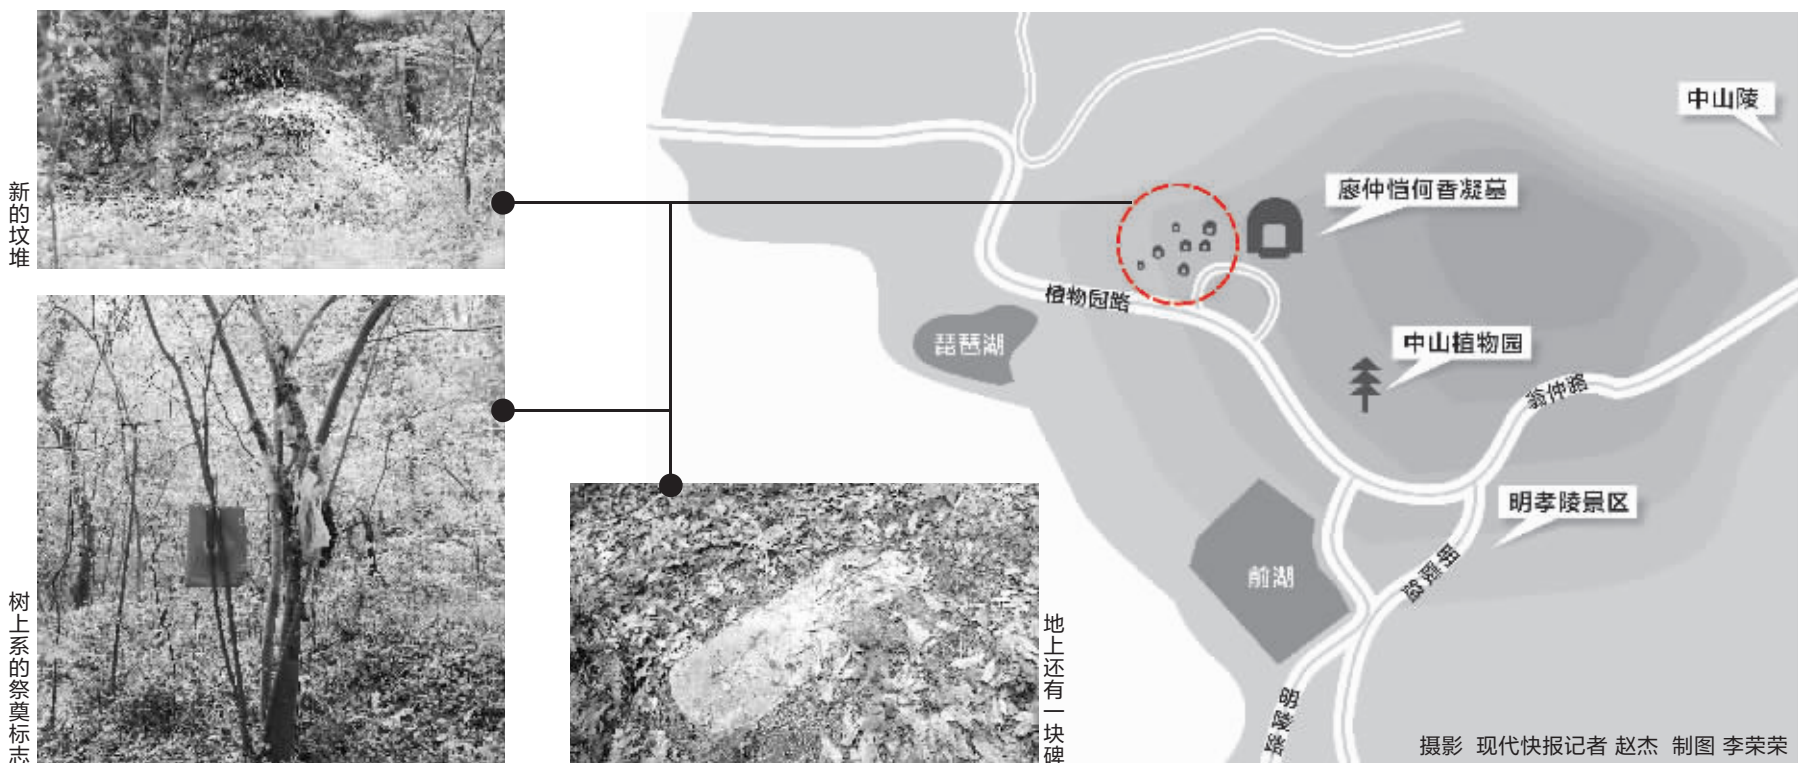 新的坟堆
树上系的祭奠标志
地上还有一块碑
中山陵
廖仲恺何香凝墓
植物园路
琵琶湖
中山植物园
翁仲路
明孝陵景区
前湖
明陵路
明陵路
摄影 现代快报记者 赵杰 制图 李荣荣